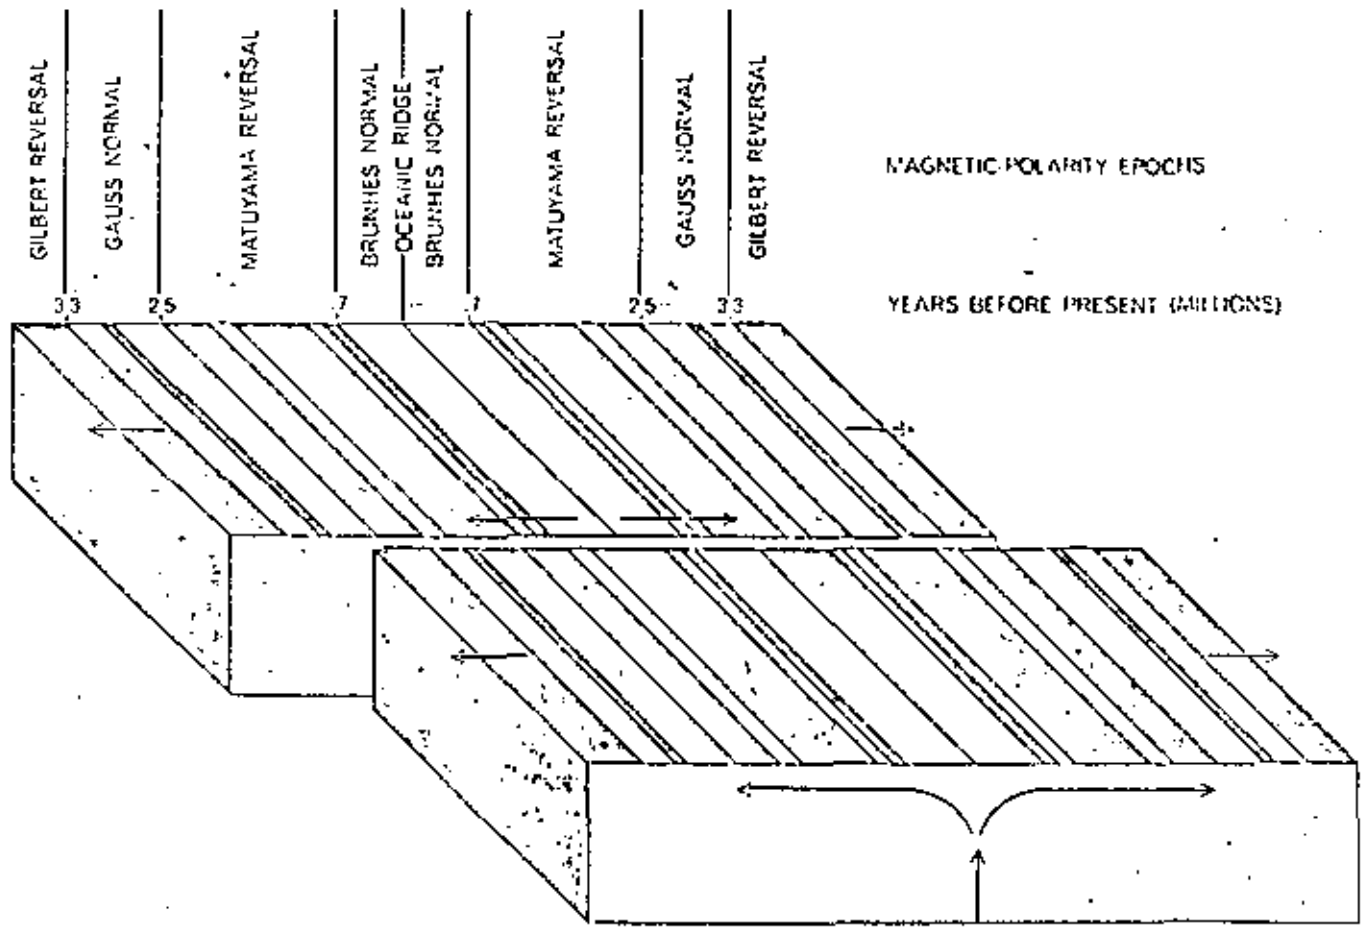 GILBERT REVERSAL
GAUSS NORMAL
MATUYAMA REVERSAL
BRUNHES NORMAL
OCEANIC RIDGE
BRUNHES NORMAL
MATUYAMA REVERSAL
GAUSS NORMAL
GILBERT REVERSAL
MAGNETIC-POLARITY EPOCHS
3.3 2.5 .7 .7 2.5 3.3
YEARS BEFORE PRESENT (MILLIONS)